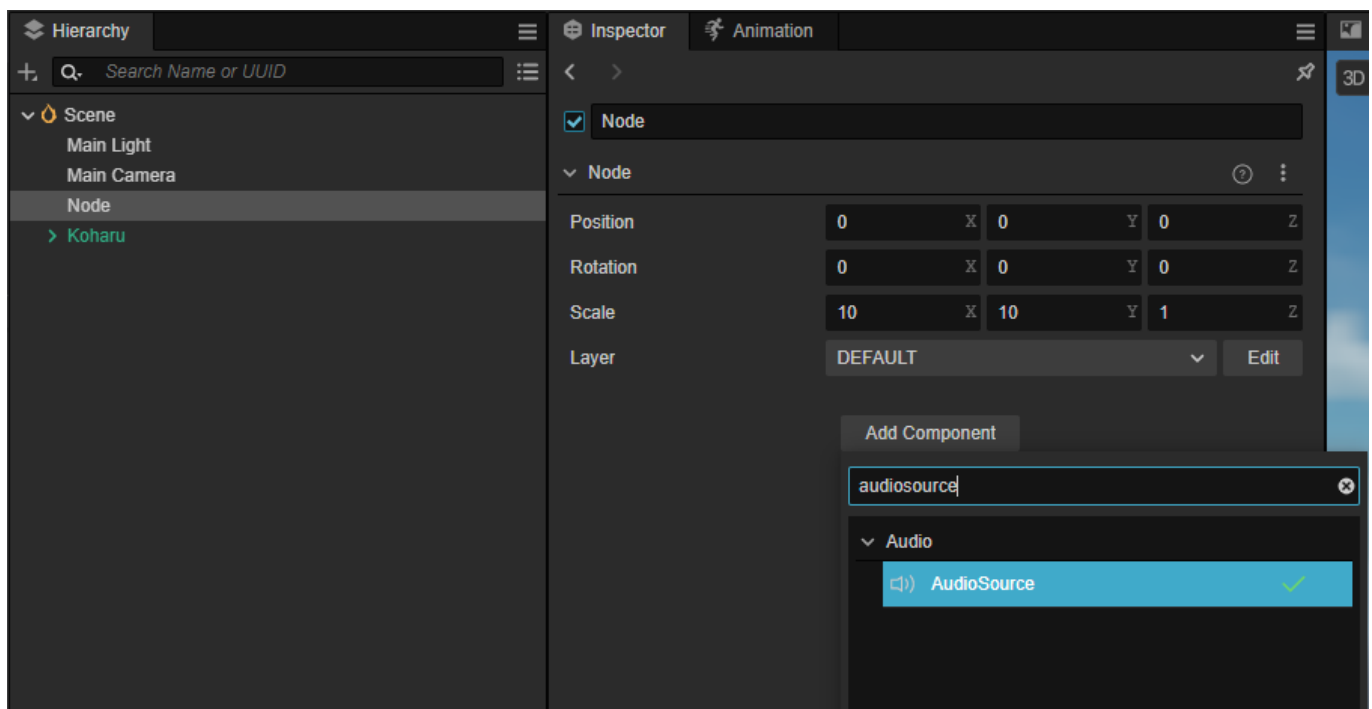 Hierarchy
Search Name or UUID
Scene
Main Light
Main Camera
Node
Koharu
Inspector Animation
Node
Node
Position 0 X 0 Y 0 Z
Rotation 0 X 0 Y 0 Z
Scale 10 X 10 Y 1 Z
Layer DEFAULT Edit
Add Component
audiosource
Audio
AudioSource
3D